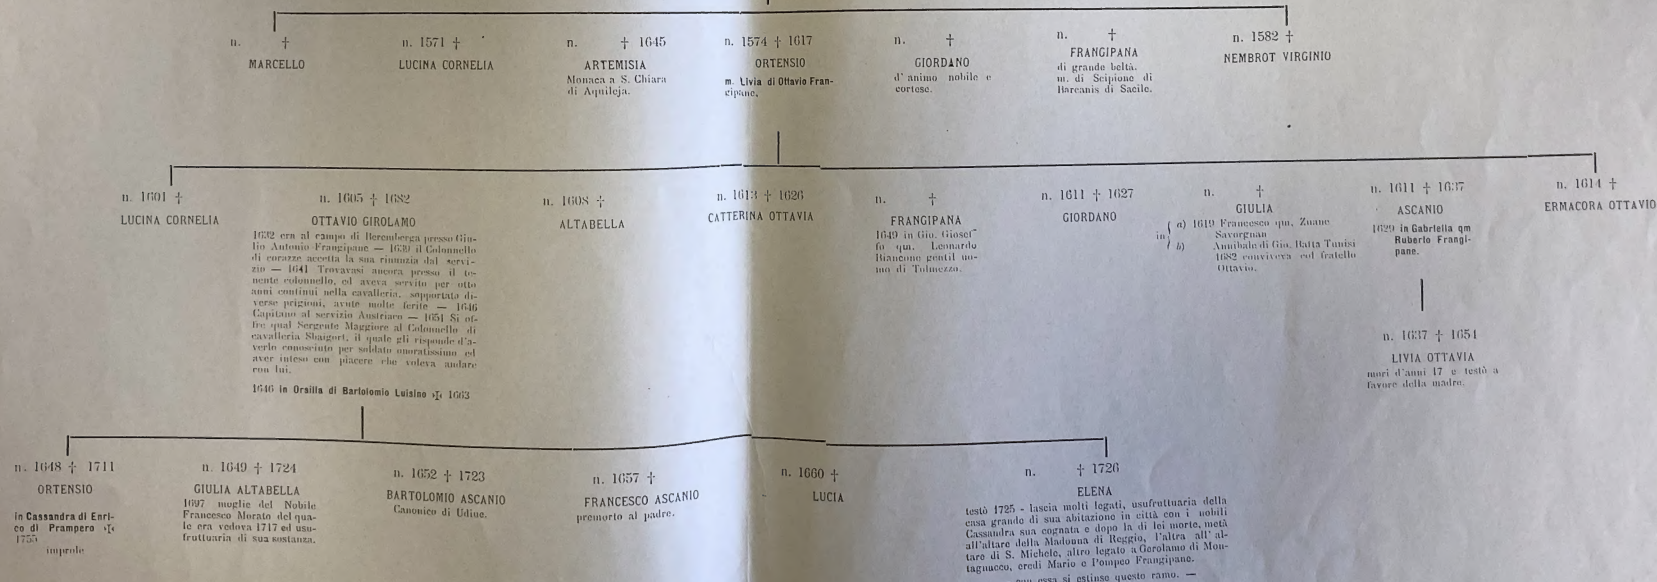 n. †
MARCELLO
n. 1571 †
LUCINA CORNELIA
n. † 1645
ARTEMISIA
Monaca a S. Chiara
di Aquileja.
n. 1574 † 1617
ORTENSIO
m. Livia di Ottavio Fran-
gipane.
n. †
GIORDANO
d' animo nobile e
cortese.
n. †
FRANGIPANA
di grande beltà.
m. di Scipione di
Barcanis di Sacile.
n. 1582 †
NEMBROT VIRGINIO
n. 1601 †
LUCINA CORNELIA
n. 1605 † 1682
OTTAVIO GIROLAMO
1632 era al campo di Beremberga presso Giu-
lio Antonio Frangipane — 1639 il Colonnello
di corazze accetta la sua rinunzia dal servi-
zio — 1641 Trovavasi ancora presso il te-
nente colonnello, ed aveva servito per otto
anni continui nella cavalleria, sopportato di-
verse prigioni, avute molte ferite — 1646
Capitano al servizio Austriaco — 1651 Si of-
fre qual Sergente Maggiore al Colonnello di
cavalleria il quale gli risponde d'a-
verlo conosciuto per soldato onoratissimo ed
aver inteso con piacere che voleva andare
con lui.
1646 in Orsilla di Bartolomio Luisino ✠ 1663
n. 1608 †
ALTABELLA
n. 1613 † 1626
CATTERINA OTTAVIA
n. †
FRANGIPANA
1649 in Gio. Giosef-
fo qm. Leonardo
Biancone gentil uo-
mo di Tolmezzo.
n. 1611 † 1627
GIORDANO
n. †
GIULIA
in { a) 1619 Francesco qm. Zuane
Savorgnan
b) Annibale di Gio. Batta Tunisi
1682 conviveva col fratello
Ottavio.
n. 1611 † 1637
ASCANIO
1629 in Gabriella qm
Ruberto Frangi-
pane.
n. 1614 †
ERMACORA OTTAVIO
n. 1637 † 1654
LIVIA OTTAVIA
morì d'anni 17 e testò a
favore della madre.
n. 1648 † 1711
ORTENSIO
in Cassandra di Enri-
co di Prampero ✠
improle
n. 1649 † 1724
GIULIA ALTABELLA
1697 moglie del Nobile
Francesco Morato del qua-
le era vedova 1717 ed usu-
fruttuaria di sua sostanza.
n. 1652 † 1723
BARTOLOMIO ASCANIO
Canonico di Udine.
n. 1657 †
FRANCESCO ASCANIO
premorto al padre.
n. 1660 †
LUCIA
n. † 1726
ELENA
testò 1725 - lascia molti legati, usufruttuaria della
casa grande di sua abitazione in città con i nobili
Cassandra sua cognata e dopo la di lei morte, metà
all'altare della Madonna di Reggio, l'altra all' al-
tare di S. Michele, altro legato a Gerolamo di Mon-
tagnacco, eredi Mario e Pompeo Frangipane.
essa si estinse questo ramo. —